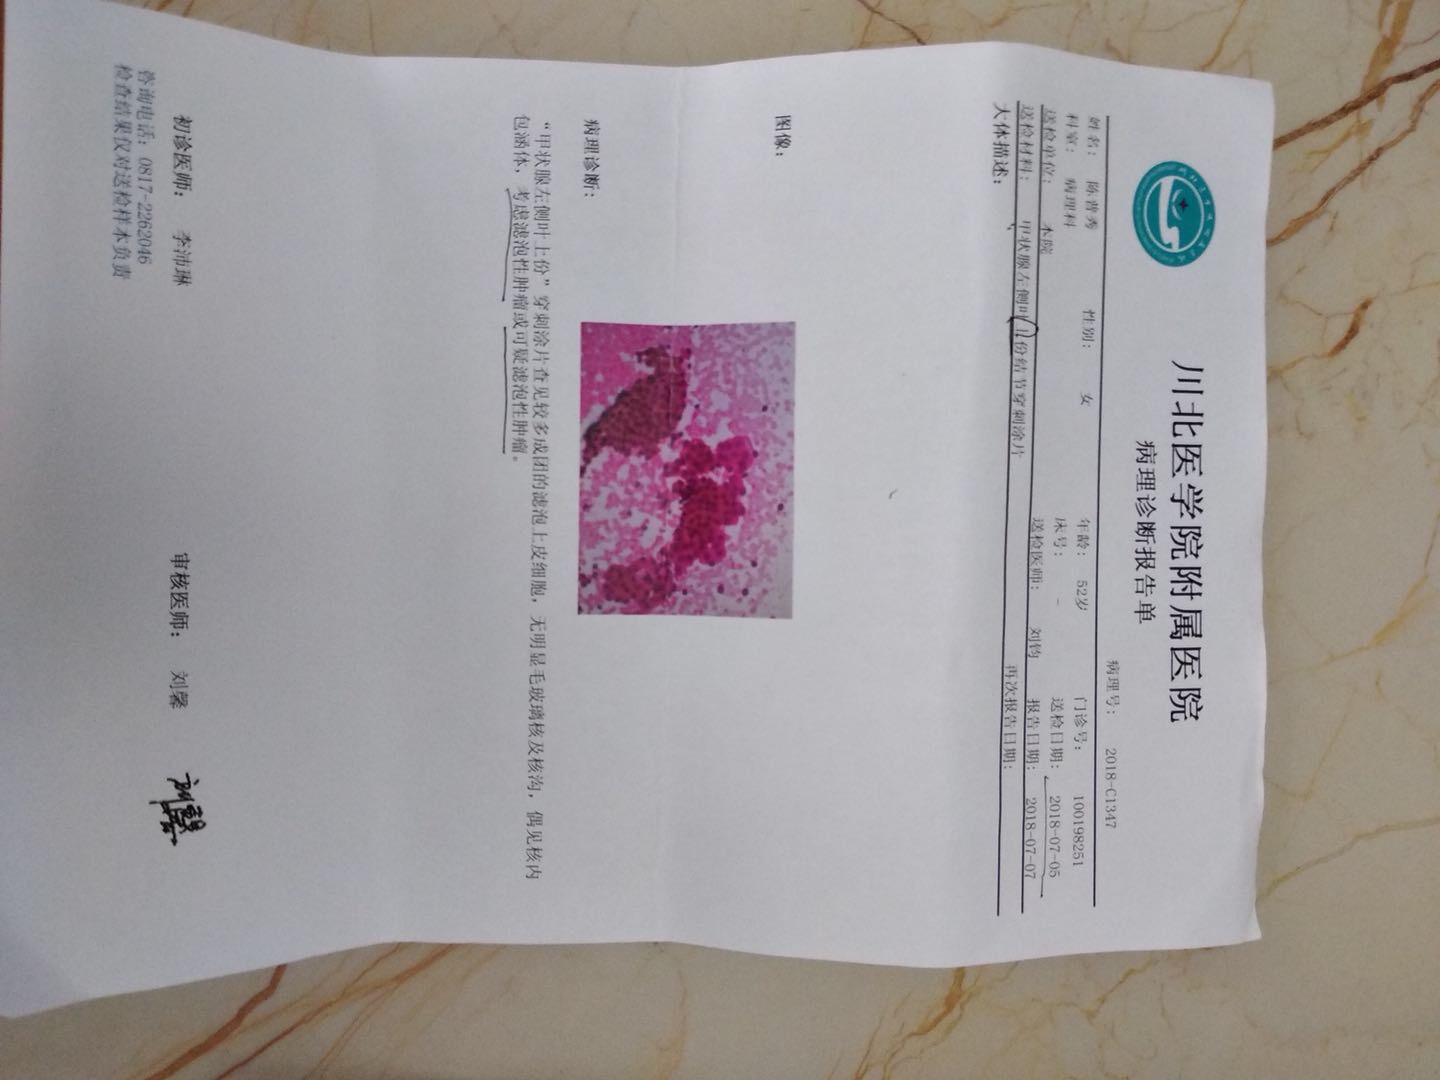 川北医学院附属医院
病理诊断报告单
病理号： 2018-C1347
姓名： 陈普秀 性别： 女 年龄： 52岁 门诊号： 100198251
科室： 病理科 床号： - 送检日期： 2018-07-05
送检单位： 本院 送检医师： 刘钧 报告日期： 2018-07-07
送检材料： 甲状腺左侧叶上份结节穿刺涂片 再次报告日期：
大体描述：
图像：
病理诊断：
“甲状腺左侧叶上份”穿刺涂片查见较多成团的滤泡上皮细胞，无明显毛玻璃核及核沟，偶见核内
包涵体，考虑滤泡性肿瘤或可疑滤泡性肿瘤。
初诊医师： 李沛琳 审核医师： 刘馨 刘馨
咨询电话：0817-2262046
检查结果仅对送检样本负责